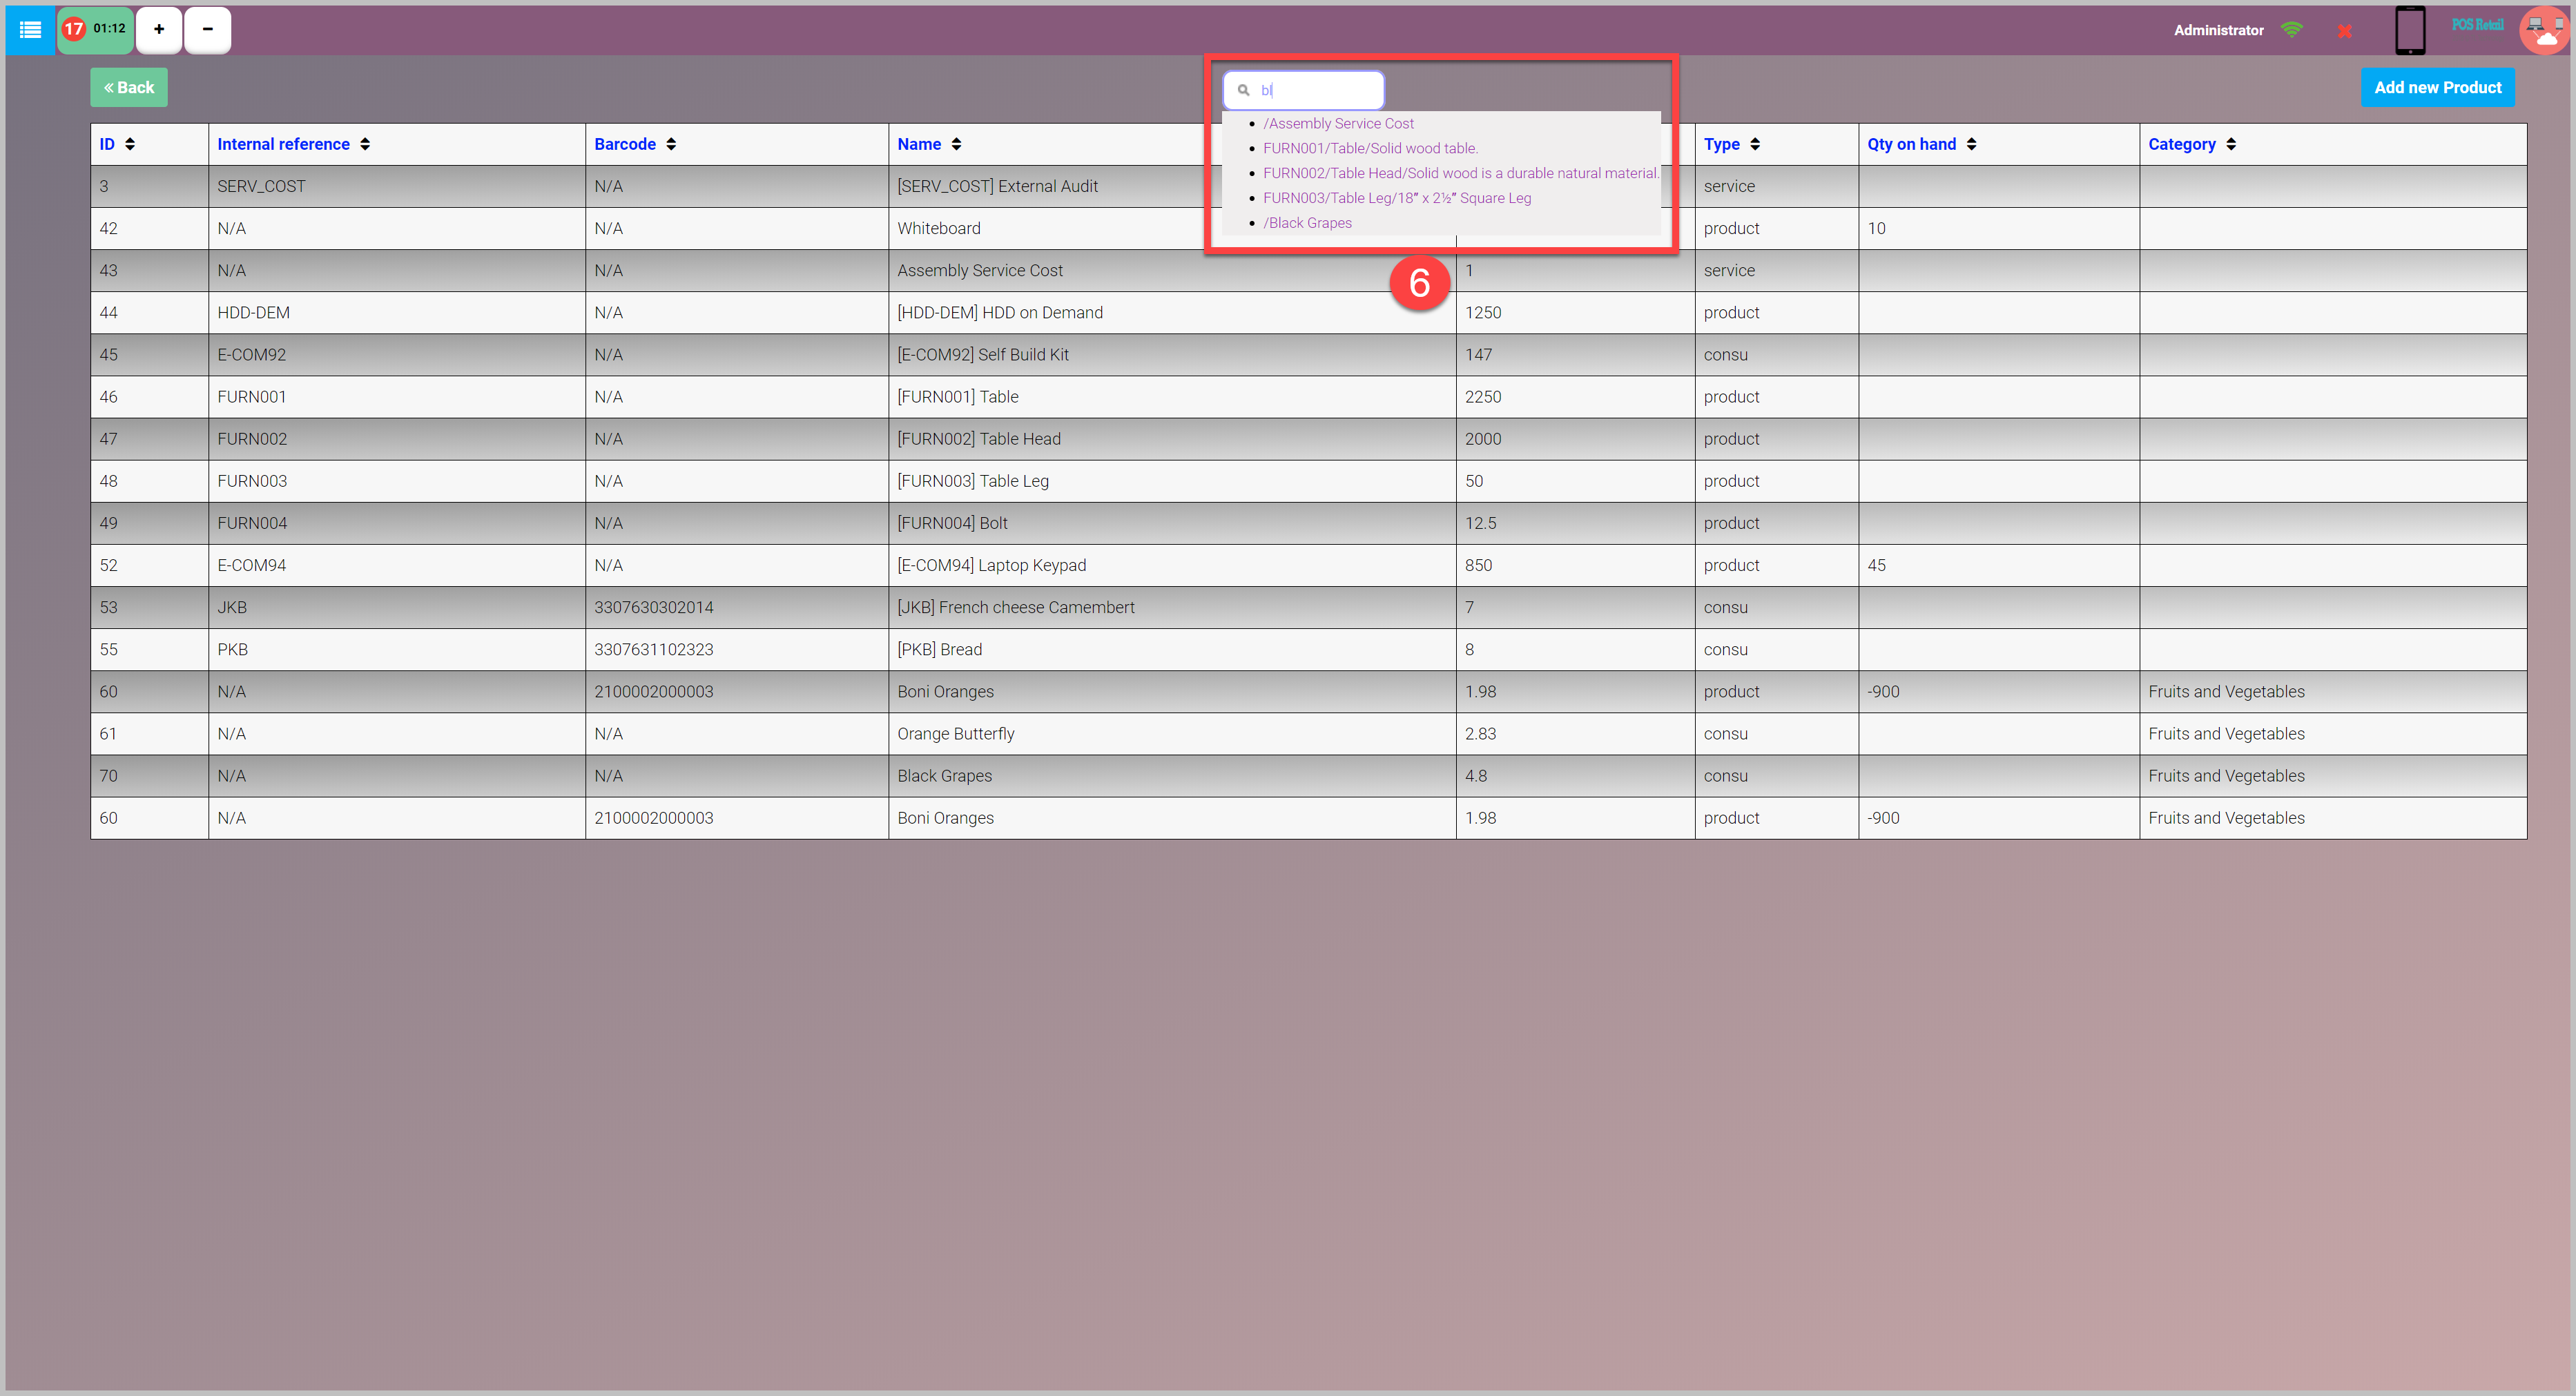 17 01:12 + - Administrator POS Retail
« Back bl Add new Product
/Assembly Service Cost
FURN001/Table/Solid wood table.
FURN002/Table Head/Solid wood is a durable natural material.
FURN003/Table Leg/18″ x 2½″ Square Leg
/Black Grapes
6
ID Internal reference Barcode Name Type Qty on hand Category
3 SERV_COST N/A [SERV_COST] External Audit service
42 N/A N/A Whiteboard product 10
43 N/A N/A Assembly Service Cost 1 service
44 HDD-DEM N/A [HDD-DEM] HDD on Demand 1250 product
45 E-COM92 N/A [E-COM92] Self Build Kit 147 consu
46 FURN001 N/A [FURN001] Table 2250 product
47 FURN002 N/A [FURN002] Table Head 2000 product
48 FURN003 N/A [FURN003] Table Leg 50 product
49 FURN004 N/A [FURN004] Bolt 12.5 product
52 E-COM94 N/A [E-COM94] Laptop Keypad 850 product 45
53 JKB 3307630302014 [JKB] French cheese Camembert 7 consu
55 PKB 3307631102323 [PKB] Bread 8 consu
60 N/A 2100002000003 Boni Oranges 1.98 product -900 Fruits and Vegetables
61 N/A N/A Orange Butterfly 2.83 consu Fruits and Vegetables
70 N/A N/A Black Grapes 4.8 consu Fruits and Vegetables
60 N/A 2100002000003 Boni Oranges 1.98 product -900 Fruits and Vegetables